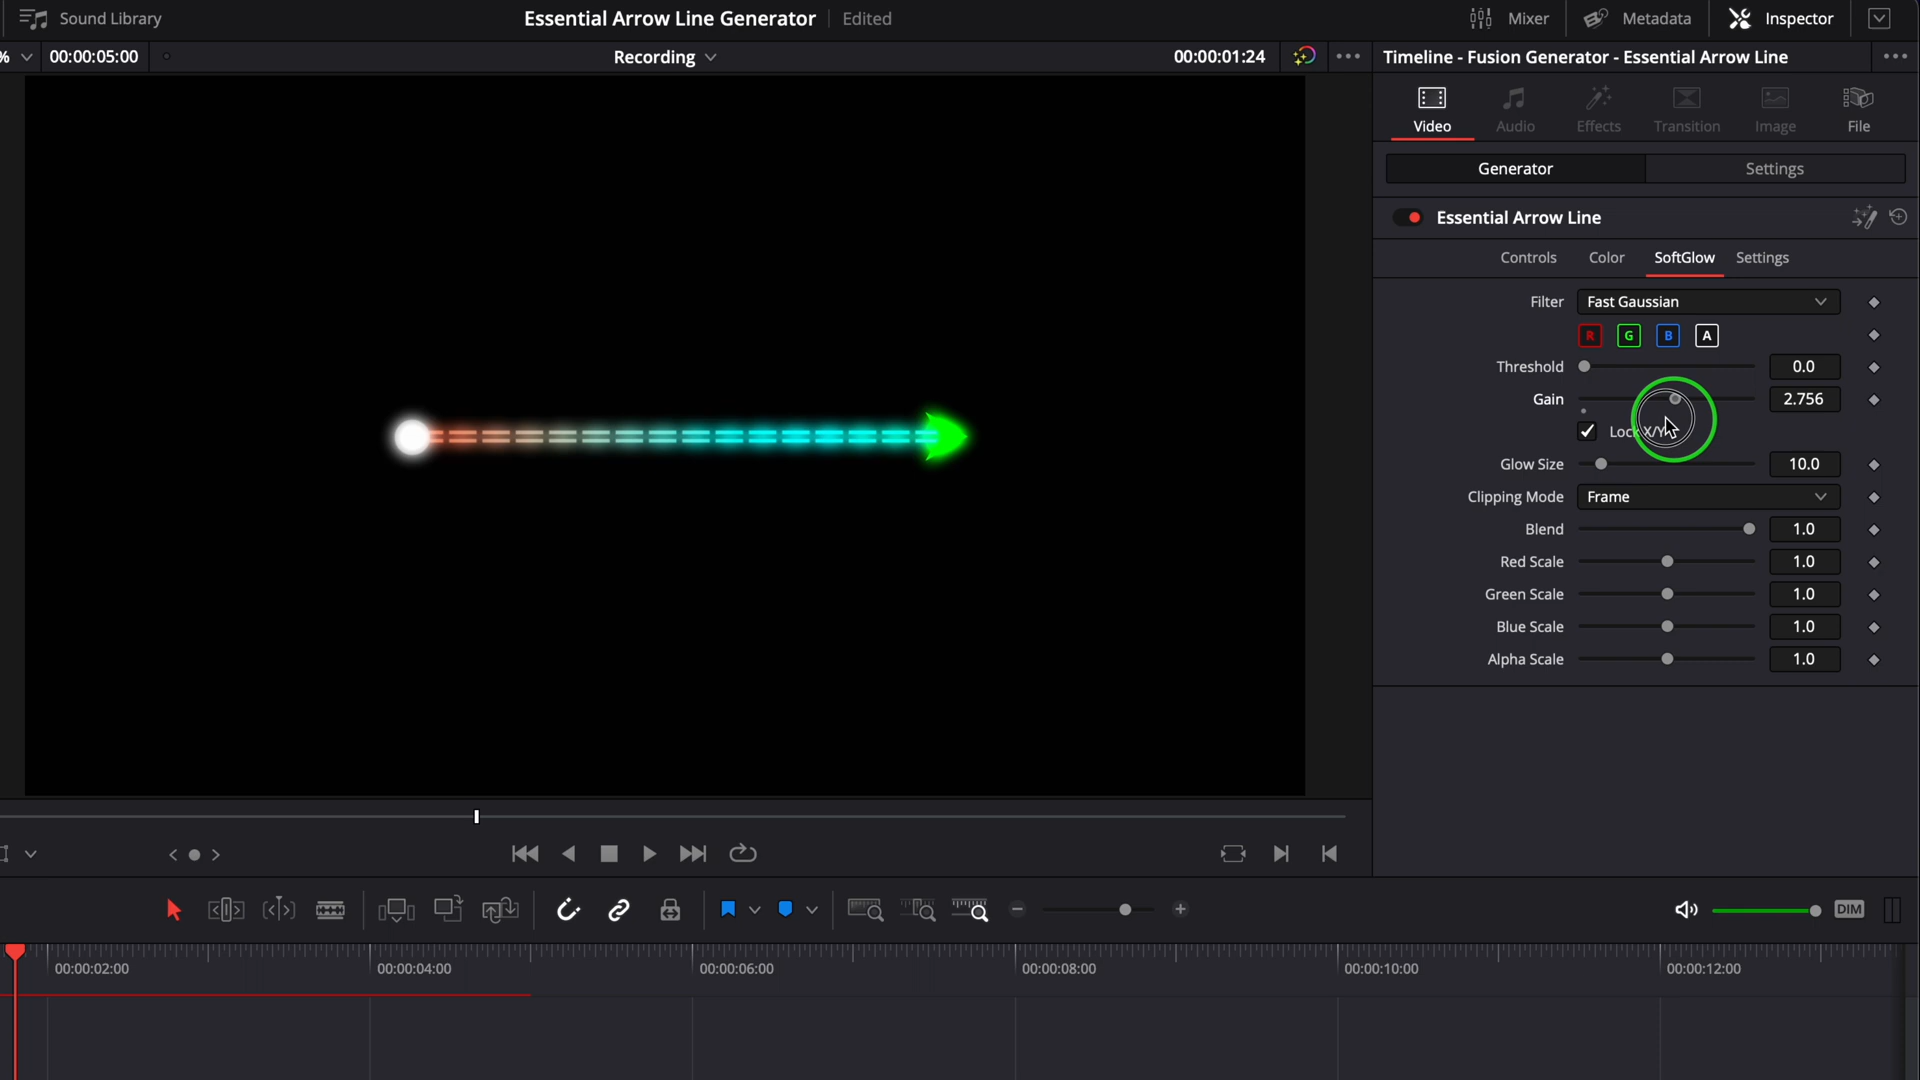 Sound Library
Essential Arrow Line Generator
Edited
Mixer
Metadata
Inspector
%
00:00:05:00
Recording
00:00:01:24
Timeline - Fusion Generator - Essential Arrow Line
Video
Audio
Effects
Transition
Image
File
Generator
Settings
Essential Arrow Line
Controls
Color
SoftGlow
Settings
Filter
Fast Gaussian
R
G
B
A
Threshold
0.0
Gain
2.756
Lock X/Y
Glow Size
10.0
Clipping Mode
Frame
Blend
1.0
Red Scale
1.0
Green Scale
1.0
Blue Scale
1.0
Alpha Scale
1.0
DIM
00:00:02:00
00:00:04:00
00:00:06:00
00:00:08:00
00:00:10:00
00:00:12:00